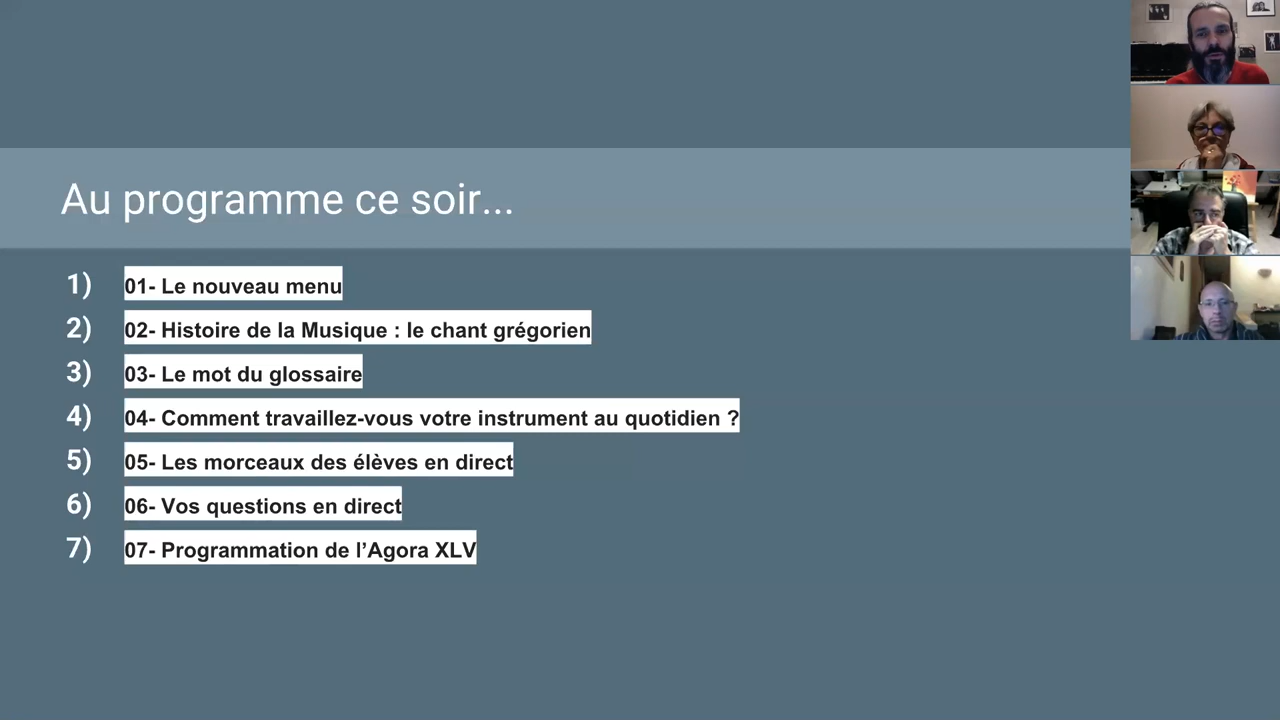 Au programme ce soir...
1) 01- Le nouveau menu
2) 02- Histoire de la Musique : le chant grégorien
3) 03- Le mot du glossaire
4) 04- Comment travaillez-vous votre instrument au quotidien ?
5) 05- Les morceaux des élèves en direct
6) 06- Vos questions en direct
7) 07- Programmation de l’Agora XLV